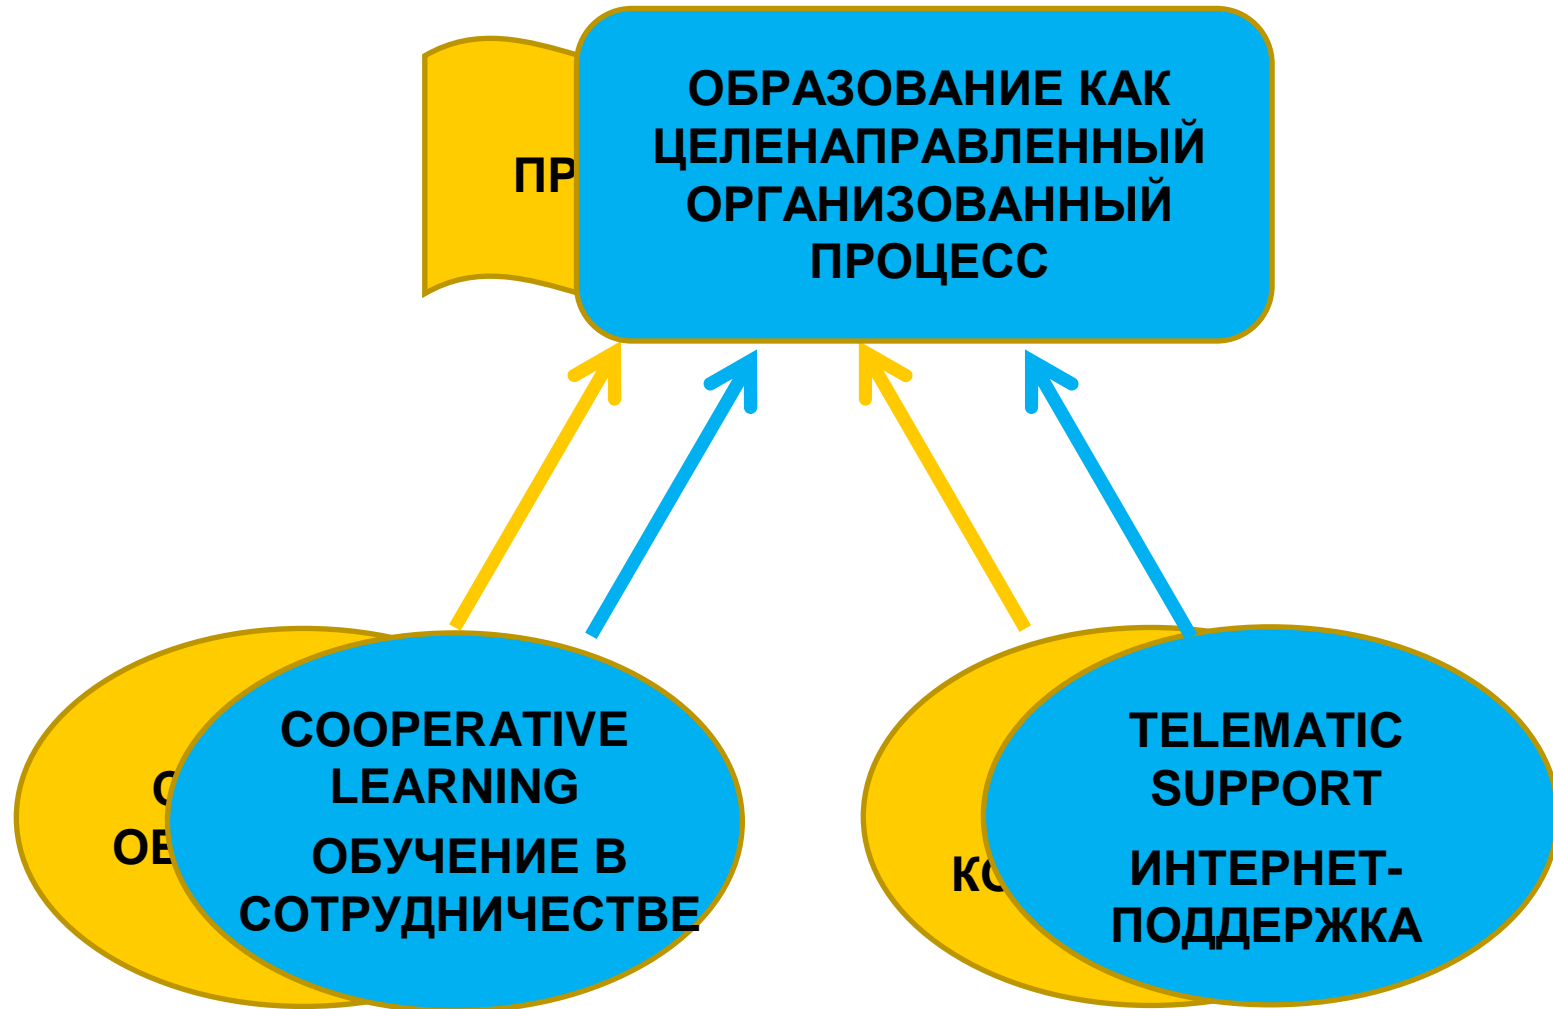 ОБРАЗОВАНИЕ КАК
ЦЕЛЕНАПРАВЛЕННЫЙ
ОРГАНИЗОВАННЫЙ
ПРОЦЕСС
COOPERATIVE
LEARNING
ОБУЧЕНИЕ В
СОТРУДНИЧЕСТВЕ
TELEMATIC
SUPPORT
ИНТЕРНЕТ-
ПОДДЕРЖКА